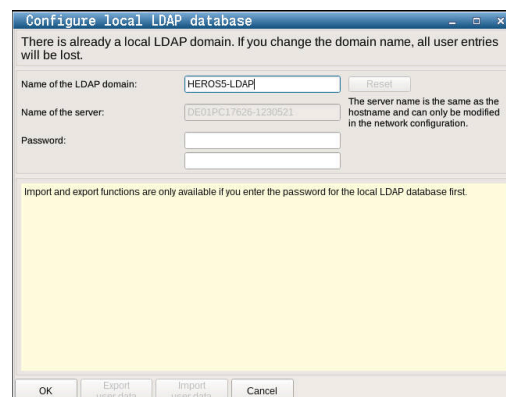 Configure local LDAP database
There is already a local LDAP domain. If you change the domain name, all user entries
will be lost.
Name of the LDAP domain:
HEROS5-LDAP
Reset
Name of the server:
DE01PC17626-1230521
The server name is the same as the
hostname and can only be modified
in the network configuration.
Password:
Import and export functions are only available if you enter the password for the local LDAP database first.
OK
Export
user data
Import
user data
Cancel